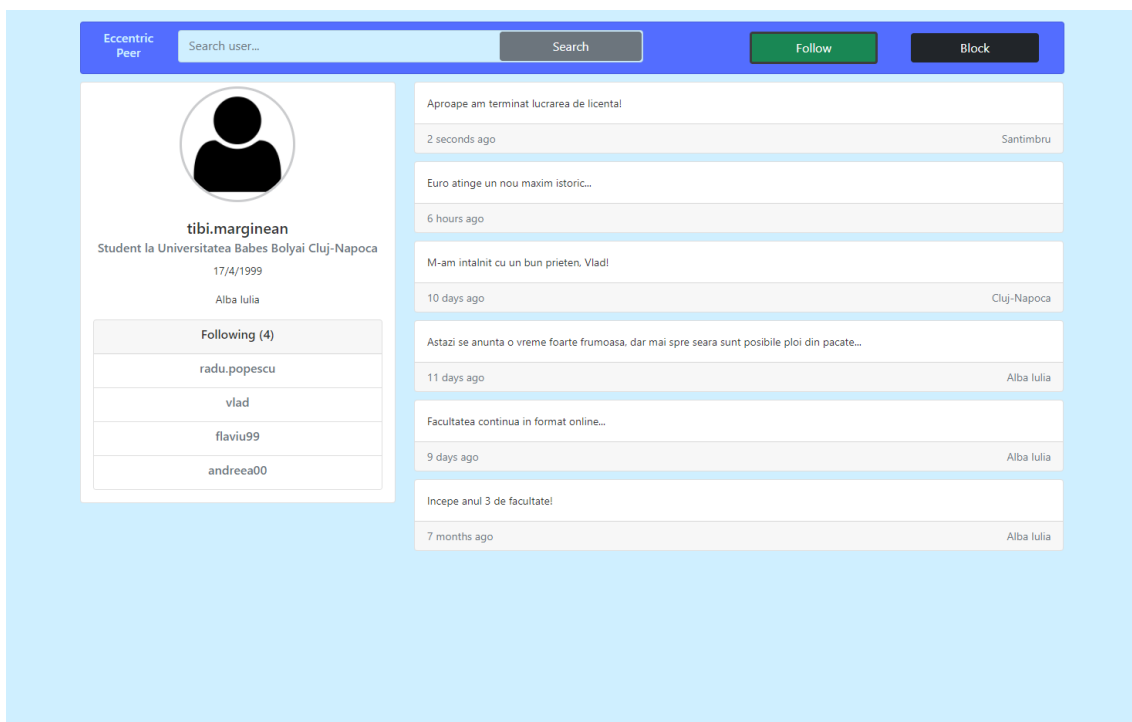 Eccentric
Peer
Search user...
Search
Follow
Block
tibi.marginean
Student la Universitatea Babes Bolyai Cluj-Napoca
17/4/1999
Alba Iulia
Following (4)
radu.popescu
vlad
flaviu99
andreea00
Aproape am terminat lucrarea de licenta!
2 seconds ago Santimbru
Euro atinge un nou maxim istoric...
6 hours ago
M-am intalnit cu un bun prieten, Vlad!
10 days ago Cluj-Napoca
Astazi se anunta o vreme foarte frumoasa, dar mai spre seara sunt posibile ploi din pacate...
11 days ago Alba Iulia
Facultatea continua in format online...
9 days ago Alba Iulia
Incepe anul 3 de facultate!
7 months ago Alba Iulia